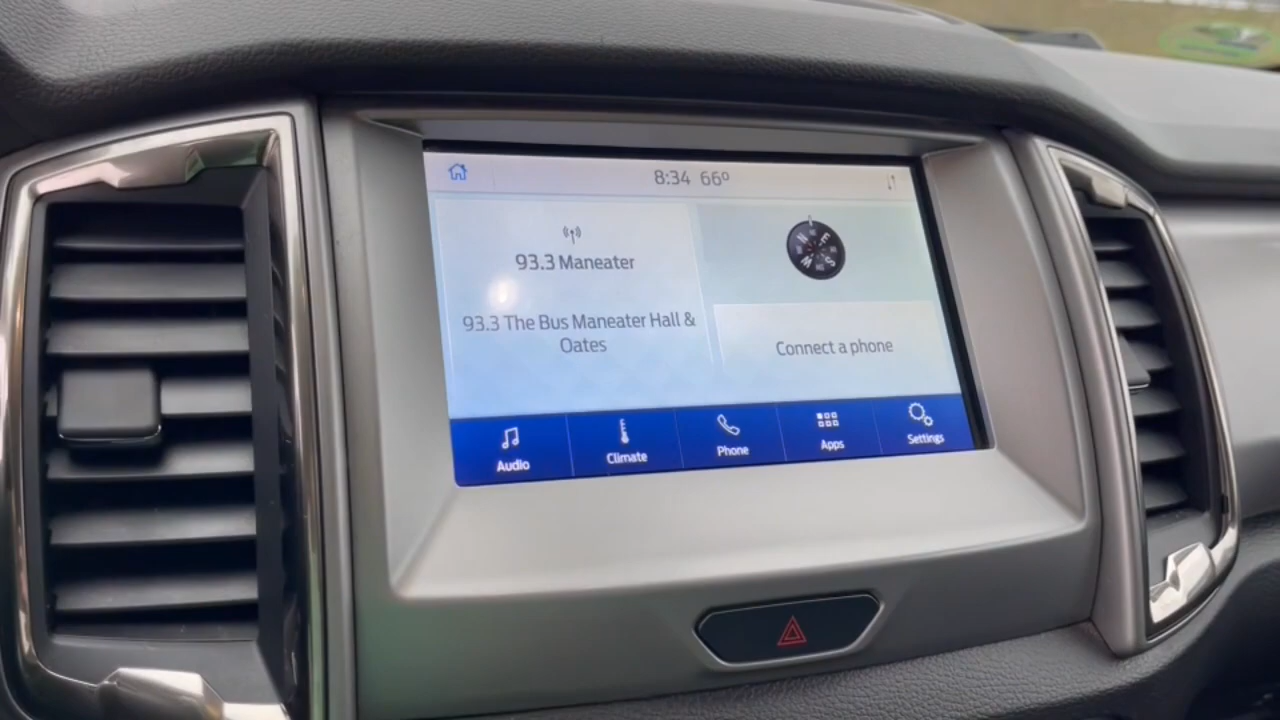 8:34 66°
93.3 Maneater
93.3 The Bus Maneater Hall &
Oates
N
E
S
W
Connect a phone
Audio
Climate
Phone
Apps
Settings